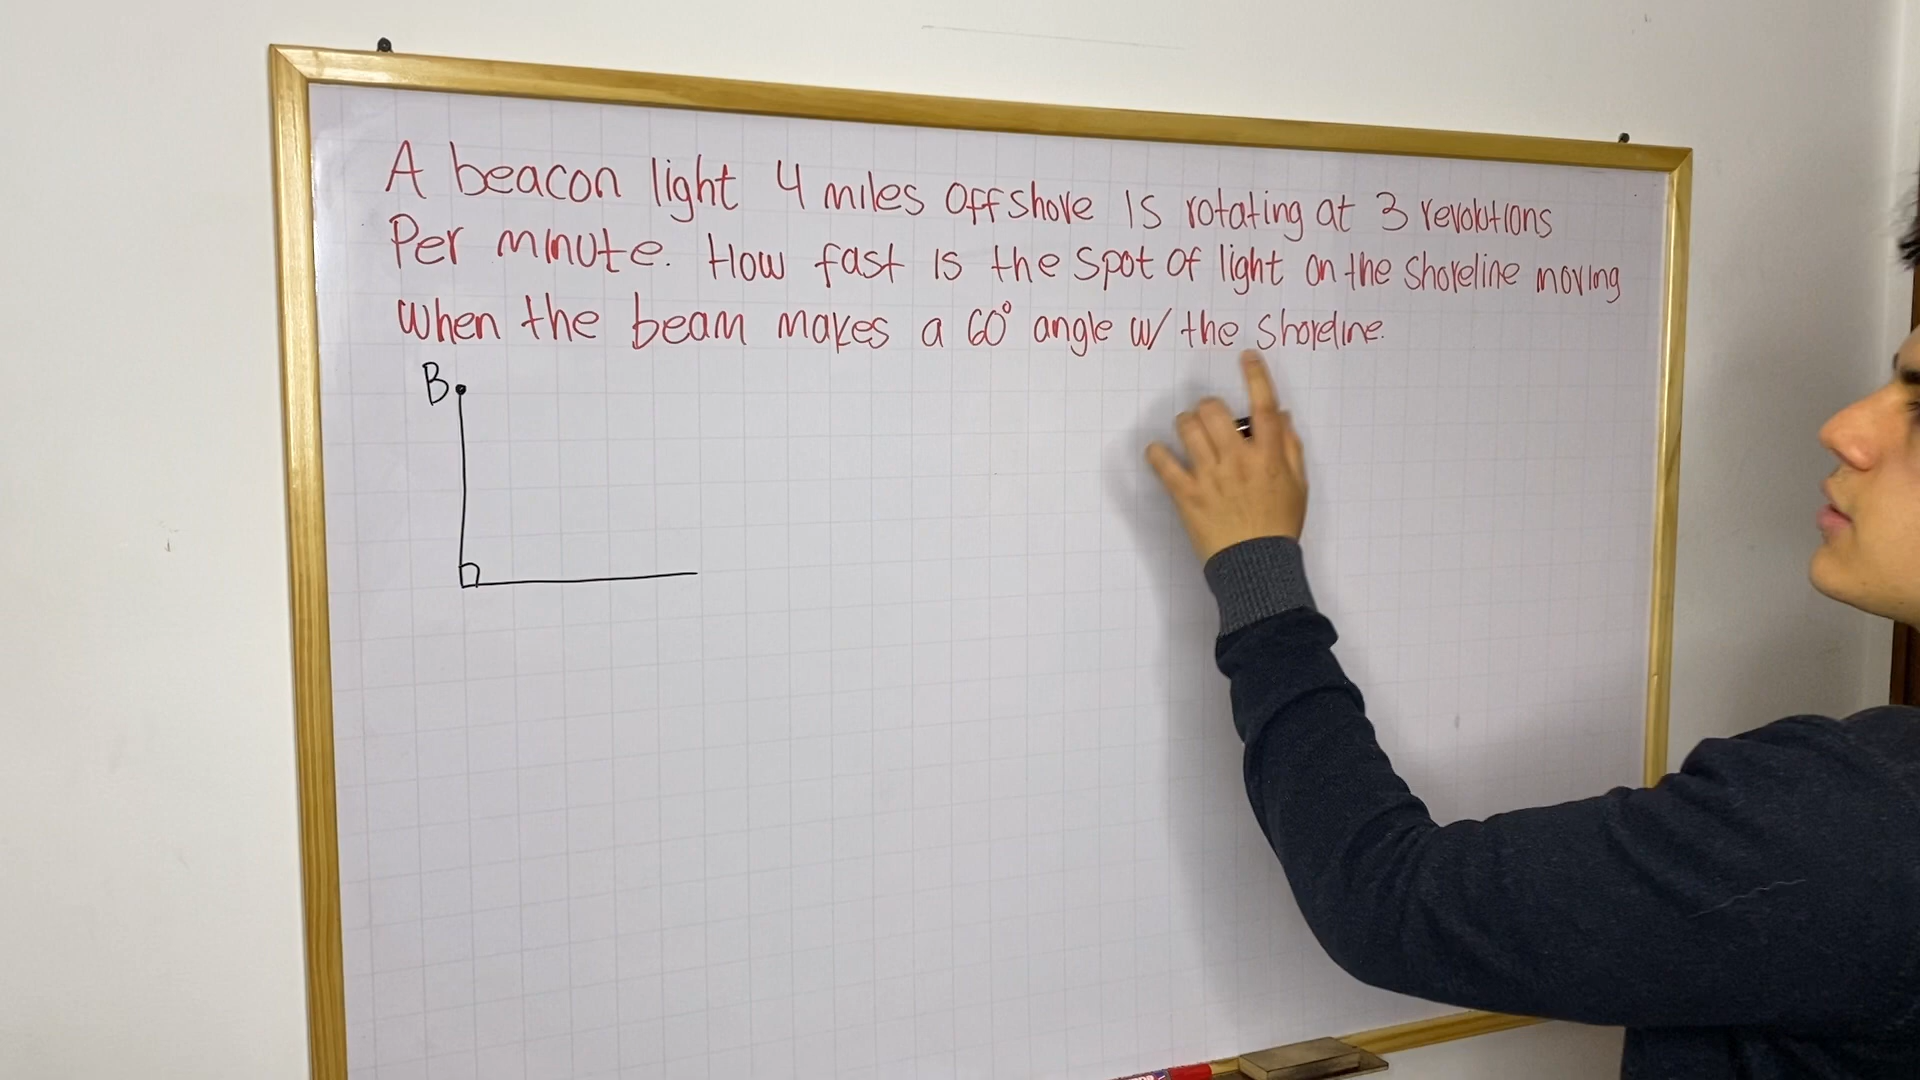 A beacon light 4 miles offshore is rotating at 3 revolutions
Per minute. How fast is the spot of light on the shoreline moving
when the beam makes a 60° angle w/ the shoreline.
B